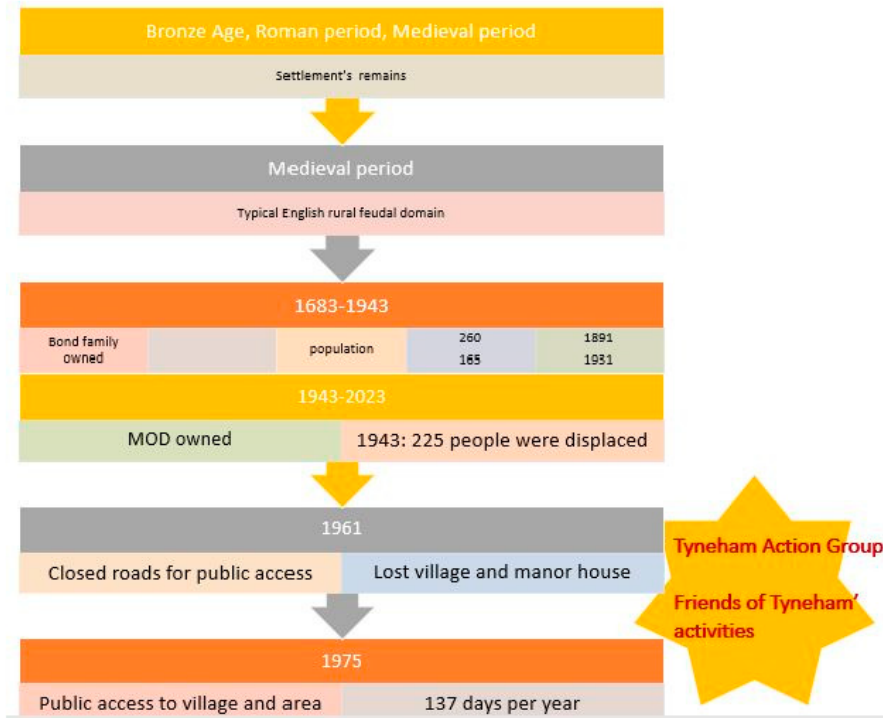 Bronze Age, Roman period, Medieval period
Settlement's remains
Medieval period
Typical English rural feudal domain
1683-1943
Bond family
owned
population
260
165
1891
1931
1943-2023
MOD owned
1943: 225 people were displaced
1961
Closed roads for public access
Lost village and manor house
Tyneham Action Group
Friends of Tyneham'
activities
1975
Public access to village and area
137 days per year